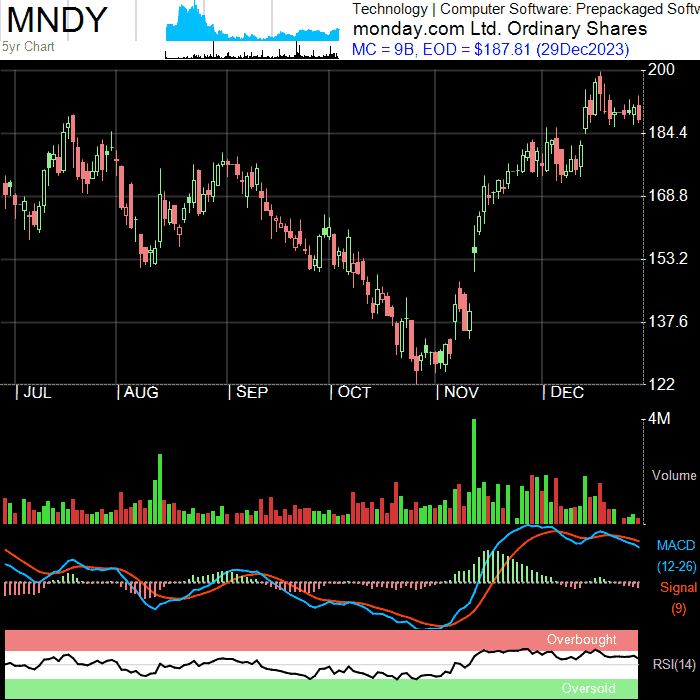 MNDY
5yr Chart
Technology | Computer Software: Prepackaged Softw
monday.com Ltd. Ordinary Shares
MC = 9B, EOD = $187.81 (29Dec2023)
200
184.4
168.8
153.2
137.6
122
| JUL | AUG | SEP | OCT | NOV | DEC
4M
Volume
MACD
(12-26)
Signal
(9)
Overbought
RSI(14)
Oversold